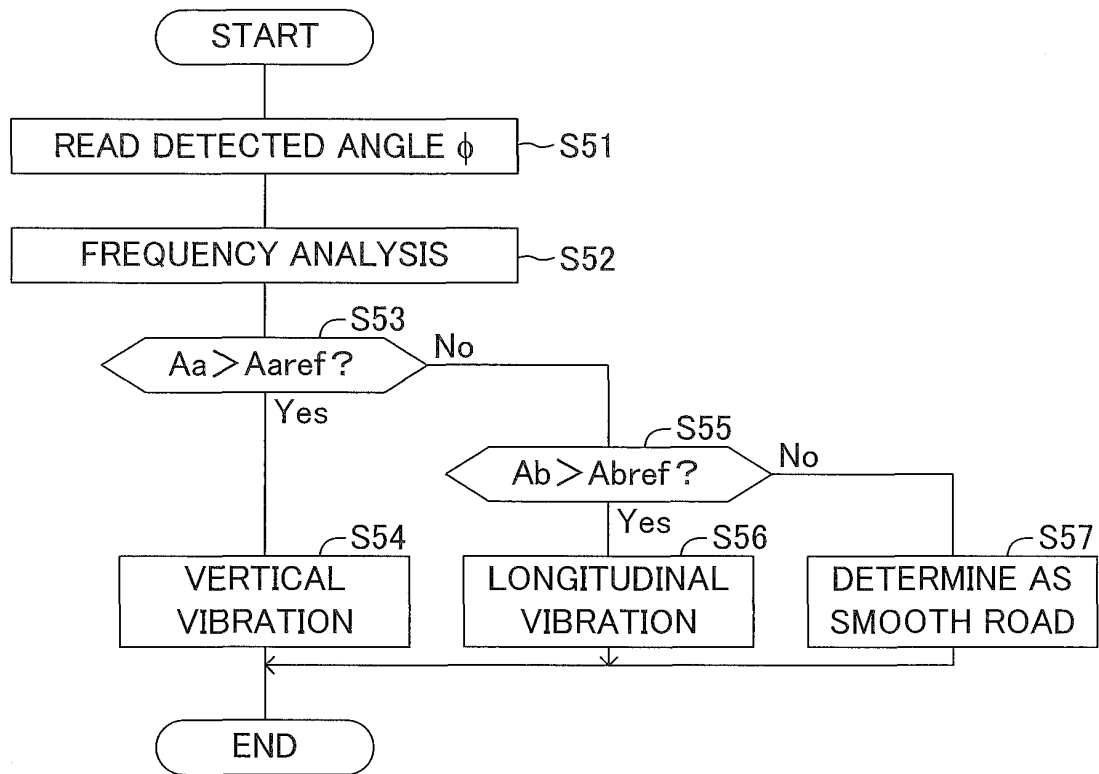 START
READ DETECTED ANGLE ϕ
S51
FREQUENCY ANALYSIS
S52
S53
Aa>Aaref?
No
Yes
S55
Ab>Abref?
No
Yes
S54
VERTICAL
VIBRATION
S56
LONGITUDINAL
VIBRATION
S57
DETERMINE AS
SMOOTH ROAD
END